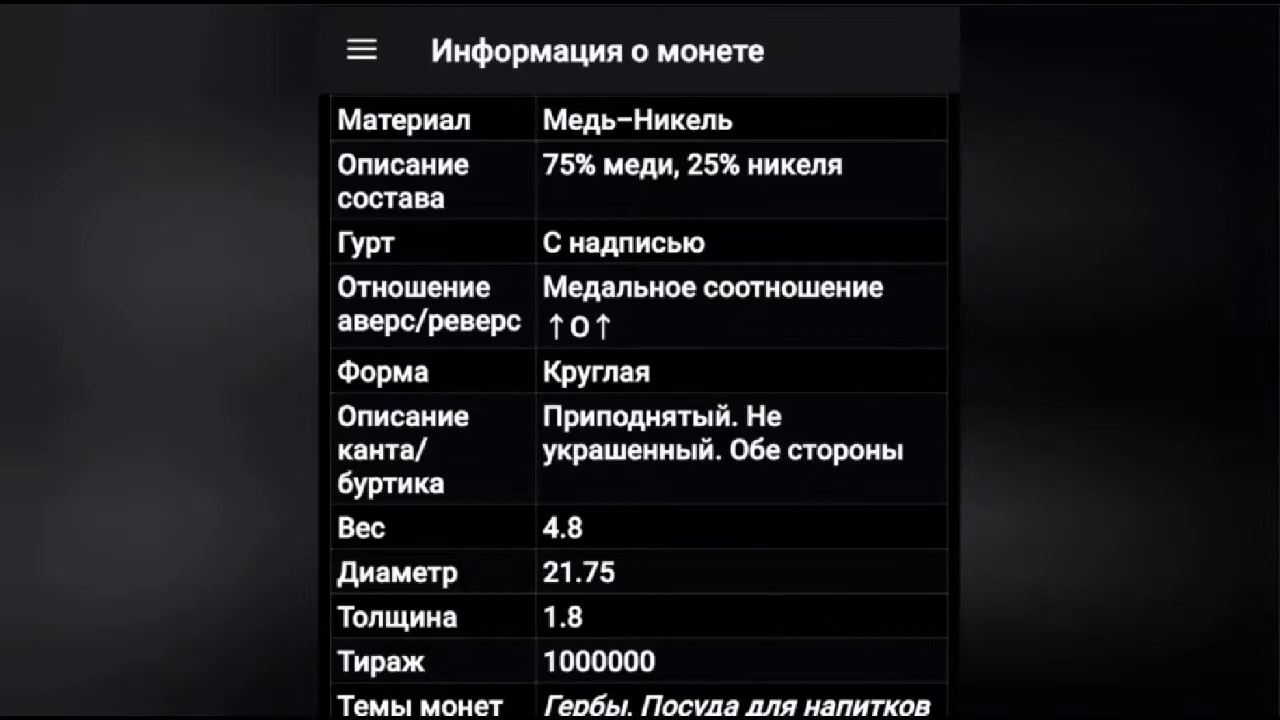 Информация о монете
Материал Медь–Никель
Описание 75% меди, 25% никеля
состава
Гурт С надписью
Отношение Медальное соотношение
аверс/реверс ↑О↑
Форма Круглая
Описание Приподнятый. Не
канта/ украшенный. Обе стороны
буртика
Вес 4.8
Диаметр 21.75
Толщина 1.8
Тираж 1000000
Темы монет Гербы, Посуда для напитков